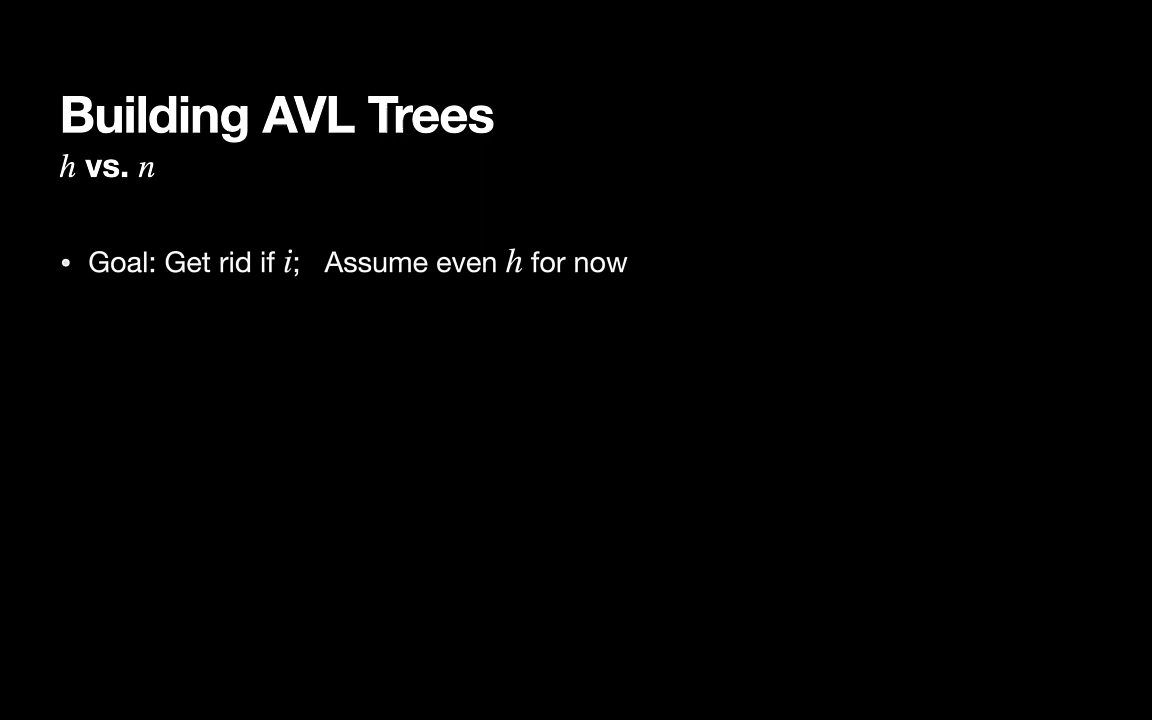 Building AVL Trees
h vs. n
• Goal: Get rid if i; Assume even h for now